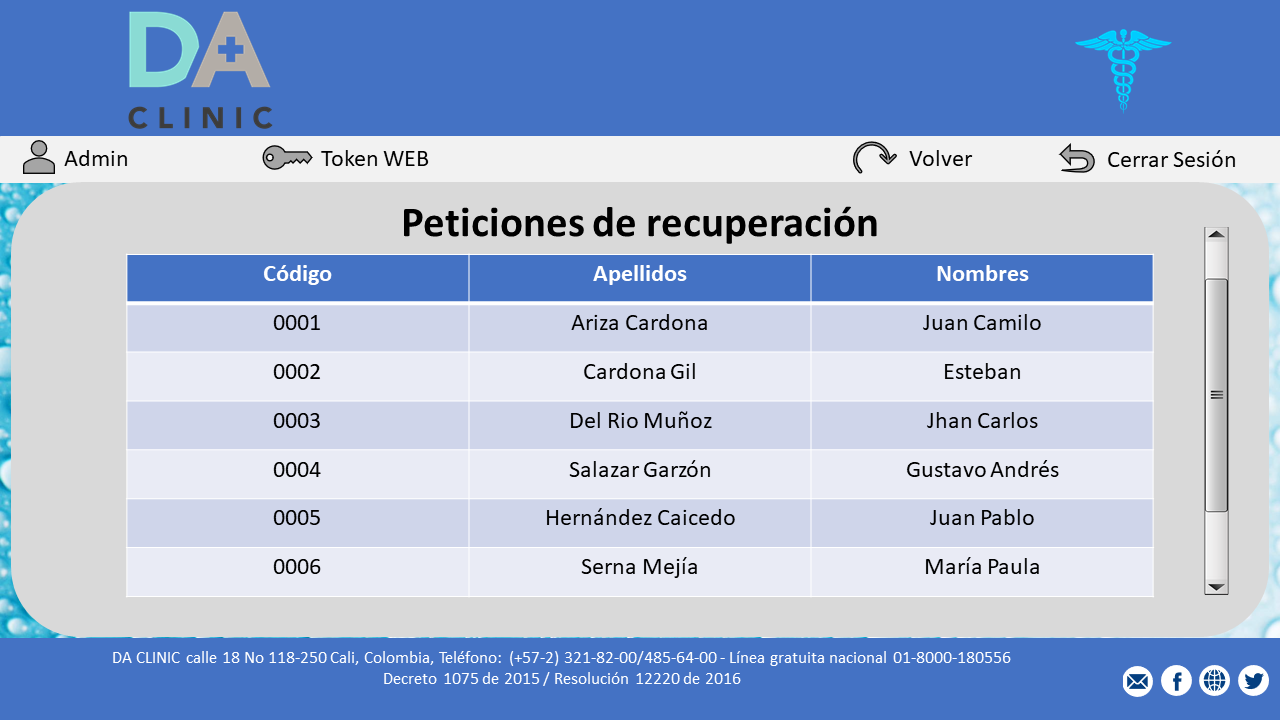 DA
CLINIC
Admin
Token WEB
Volver
Cerrar Sesión
Peticiones de recuperación
Código Apellidos Nombres
0001 Ariza Cardona Juan Camilo
0002 Cardona Gil Esteban
0003 Del Rio Muñoz Jhan Carlos
0004 Salazar Garzón Gustavo Andrés
0005 Hernández Caicedo Juan Pablo
0006 Serna Mejía María Paula
DA CLINIC calle 18 No 118-250 Cali, Colombia, Teléfono: (+57-2) 321-82-00/485-64-00 - Línea gratuita nacional 01-8000-180556
Decreto 1075 de 2015 / Resolución 12220 de 2016